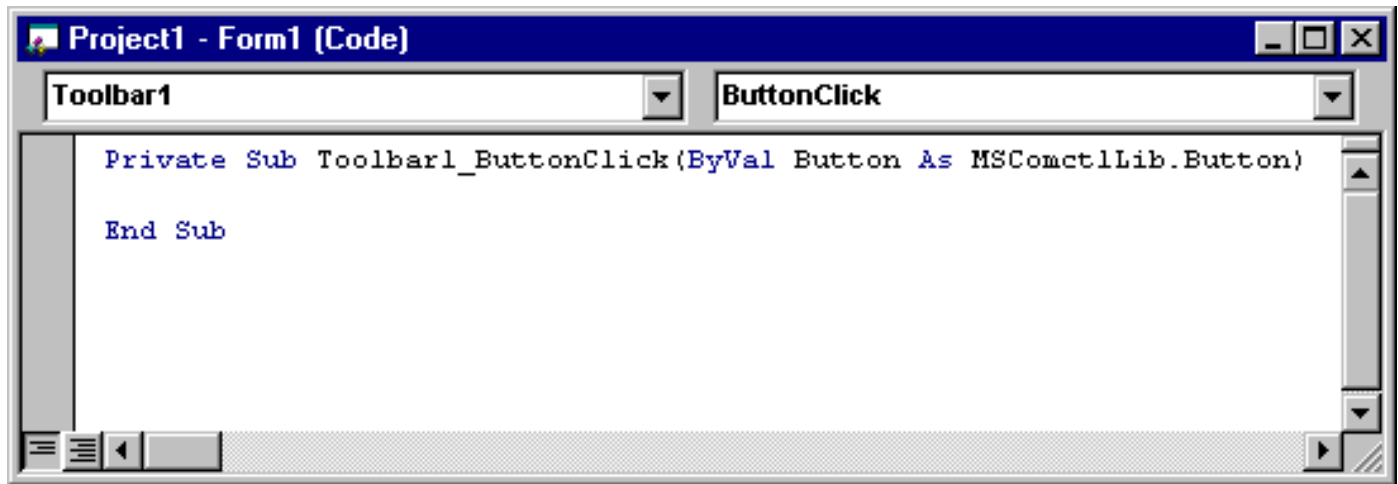 Project1 - Form1 (Code)
Toolbar1 ButtonClick
Private Sub Toolbar1_ButtonClick(ByVal Button As MSComctlLib.Button)
End Sub